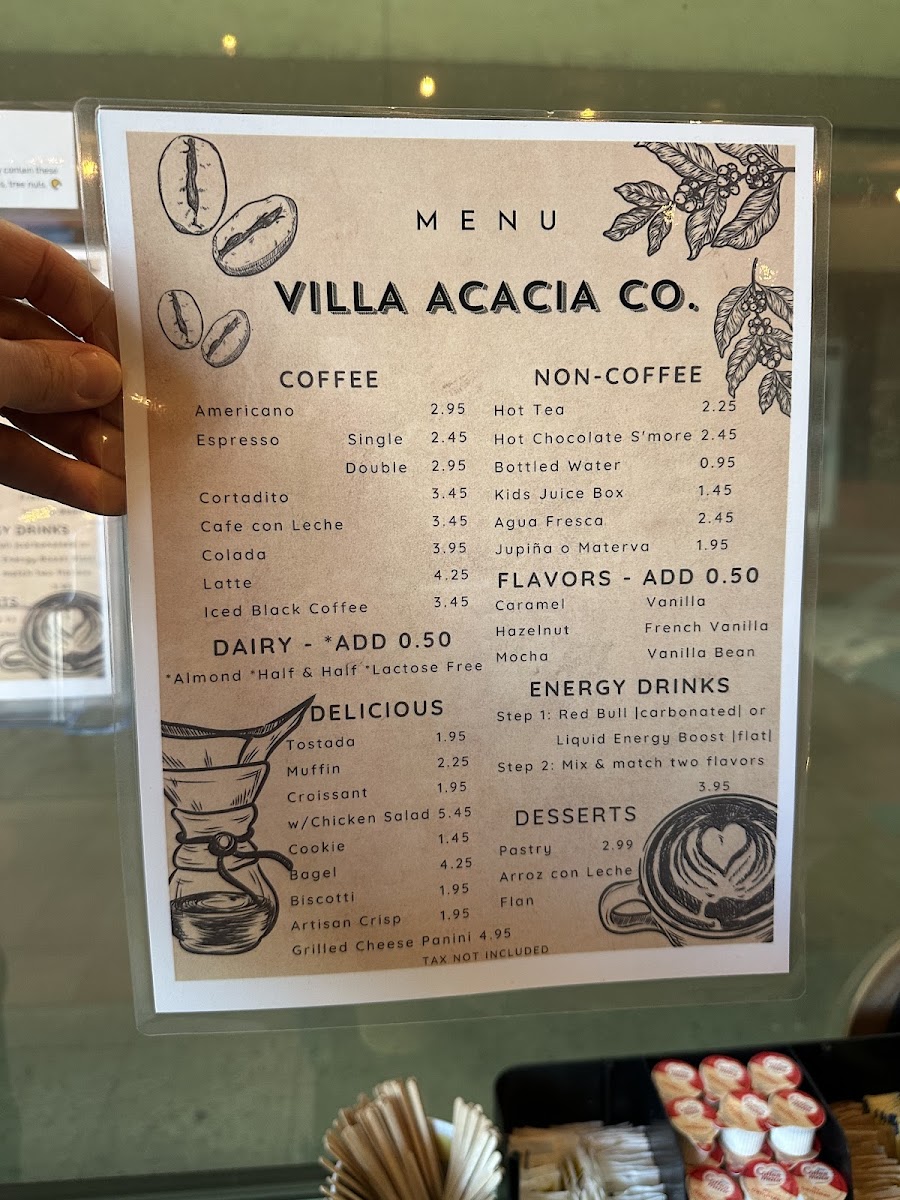 MENU
VILLA ACACIA CO.
COFFEE
Americano 2.95
Espresso Single 2.45
Double 2.95
Cortadito 3.45
Cafe con Leche 3.45
Colada 3.95
Latte 4.25
Iced Black Coffee 3.45
DAIRY - *ADD 0.50
*Almond *Half & Half *Lactose Free
DELICIOUS
Tostada 1.95
Muffin 2.25
Croissant 1.95
w/Chicken Salad 5.45
Cookie 1.45
Bagel 4.25
Biscotti 1.95
Artisan Crisp 1.95
Grilled Cheese Panini 4.95
NON-COFFEE
Hot Tea 2.25
Hot Chocolate S'more 2.45
Bottled Water 0.95
Kids Juice Box 1.45
Agua Fresca 2.45
Jupiña o Materva 1.95
FLAVORS - ADD 0.50
Caramel Vanilla
Hazelnut French Vanilla
Mocha Vanilla Bean
ENERGY DRINKS
Step 1: Red Bull |carbonated| or
Liquid Energy Boost |flat|
Step 2: Mix & match two flavors
3.95
DESSERTS
Pastry 2.99
Arroz con Leche
Flan
TAX NOT INCLUDED
contain these
tree nuts.
GY DRINKS